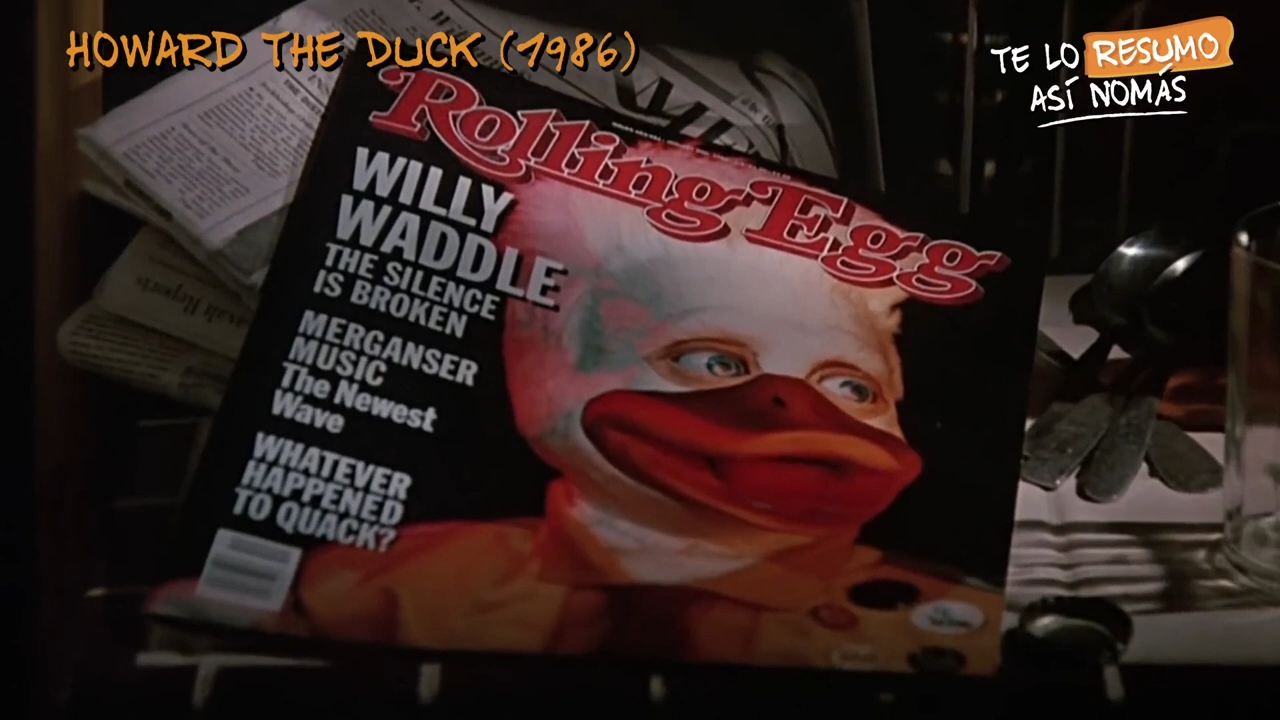 HOWARD THE DUCK (1986)
TE LO RESUMO
ASÍ NOMÁS
Rolling Egg
WILLY
WADDLE
THE SILENCE
IS BROKEN
MERGANSER
MUSIC
The Newest
Wave
WHATEVER
HAPPENED
TO QUACK?